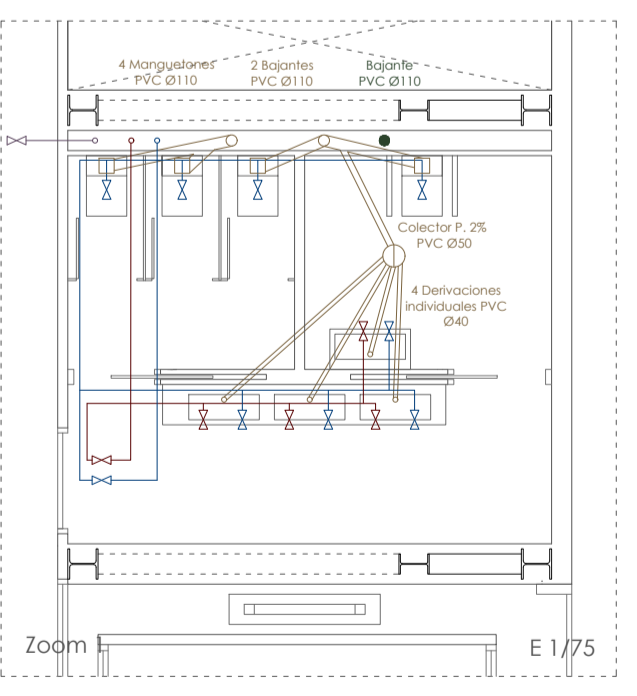 4 Manguetones
PVC Ø110
2 Bajantes
PVC Ø110
Bajante
PVC Ø110
Colector P. 2%
PVC Ø50
4 Derivaciones
individuales PVC
Ø40
Zoom
E 1/75